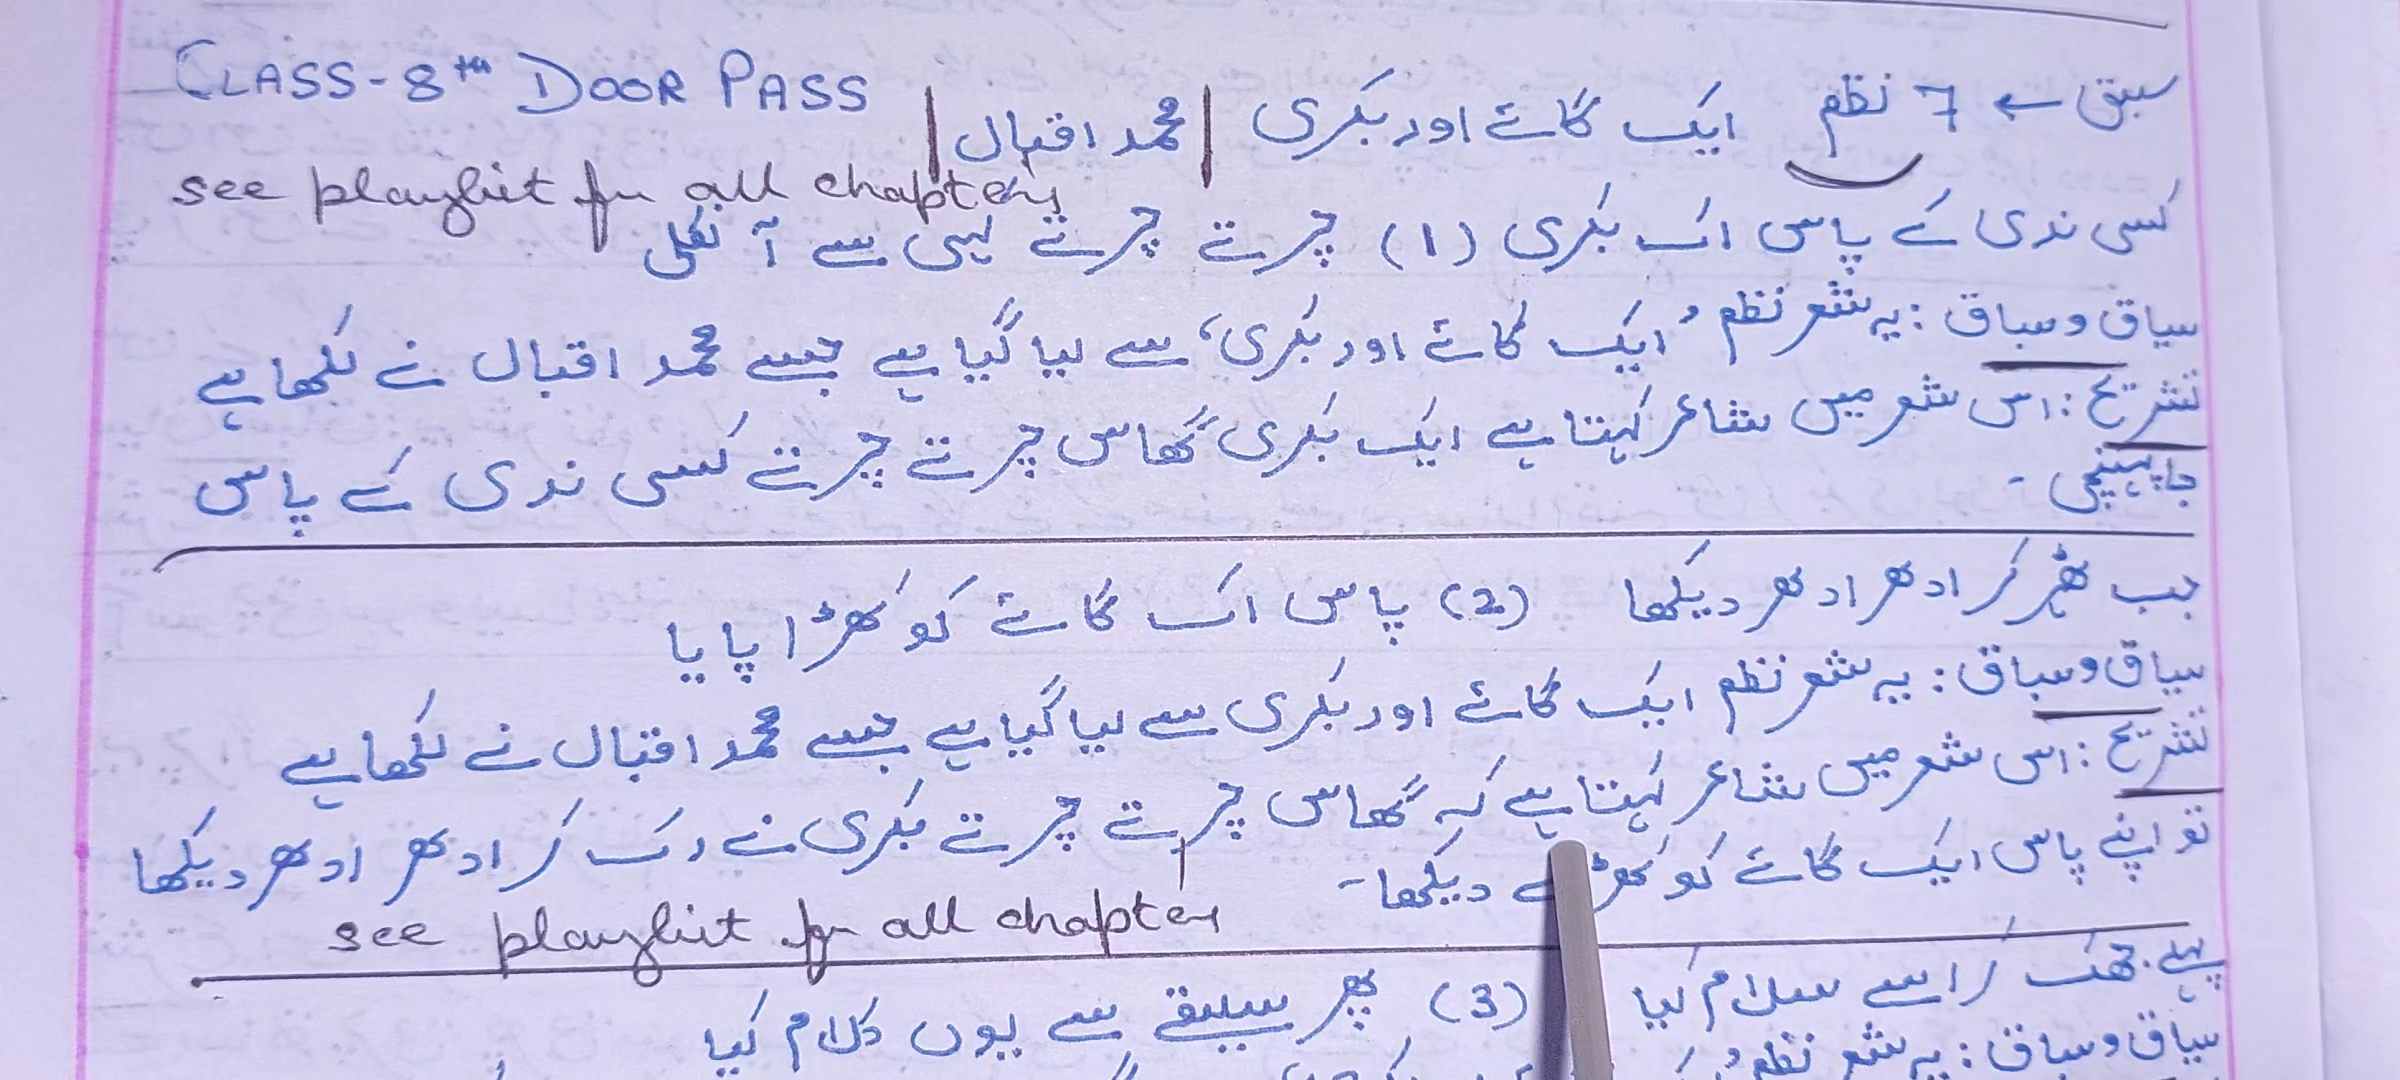 CLASS-8th DOOR PASS
سبق ← 7 نظم ایک گائے اور بکری | محمد اقبال |
see playlist for all chapters
کسی ندی کے پاس اک بکری (1) چرتے چرتے کہیں سے آ نکلی
سیاق و سباق : یہ شعر نظم ' ایک گائے اور بکری ' سے لیا گیا ہے جسے محمد اقبال نے لکھا ہے
تشریح : اس شعر میں شاعر کہتا ہے ایک بکری گھاس چرتے چرتے کسی ندی کے پاس
جا پہنچی -
جب ٹھہر کر ادھر ادھر دیکھا (2) پاس اک گائے کو کھڑا پایا
سیاق و سباق : یہ شعر نظم ایک گائے اور بکری سے لیا گیا ہے جسے محمد اقبال نے لکھا ہے
تشریح : اس شعر میں شاعر کہتا ہے کہ گھاس چرتے چرتے بکری نے رک کر ادھر ادھر دیکھا
تو اپنے پاس ایک گائے کو کھڑے دیکھا -
see playlist for all chapters
پہلے جھک کر اسے سلام کیا (3) پھر سلیقے سے یوں کلام کیا
سیاق و سباق : یہ شعر نظم